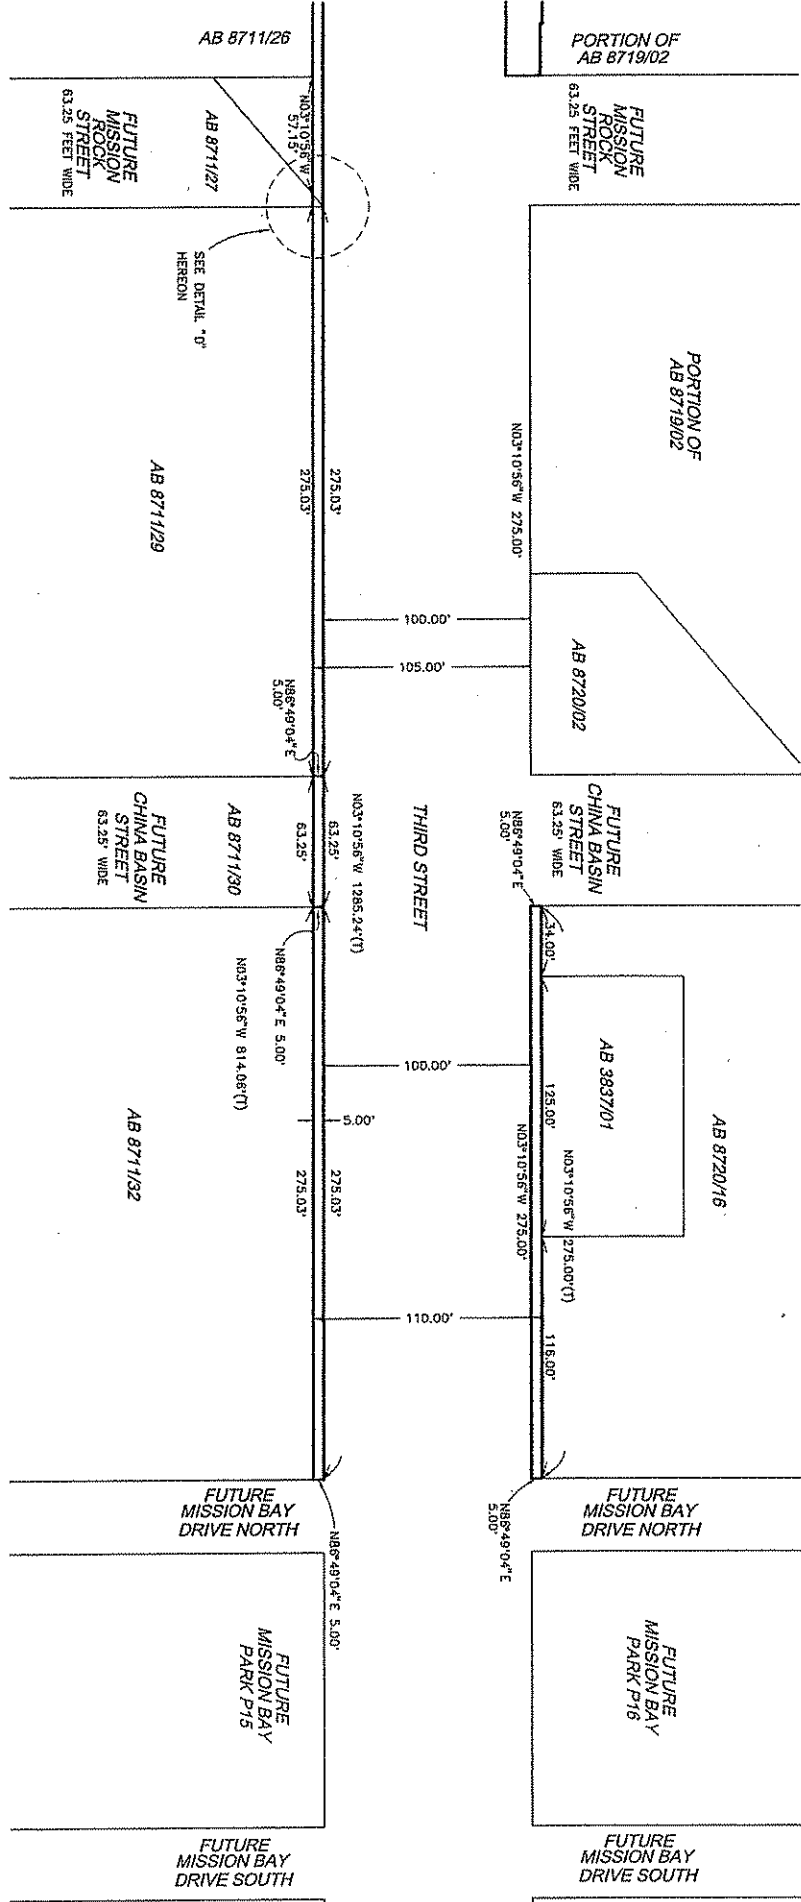 AB 8711/26
PORTION OF
AB 8719/02
FUTURE
MISSION
ROCK
STREET
63.25 FEET WIDE
AB 8711/27
N03°10'56"W
57.15'
FUTURE
MISSION
ROCK
STREET
63.25 FEET WIDE
SEE DETAIL "D"
HEREON
PORTION OF
AB 8719/02
N03°10'56"W 275.00'
AB 8711/29
275.03'
275.03'
100.00'
105.00'
AB 8720/02
N86°49'04"E
5.00'
FUTURE
CHINA BASIN
STREET
63.25' WIDE
AB 8711/30
63.25'
63.25'
N03°10'56"W 1285.24'(T)
THIRD STREET
FUTURE
CHINA BASIN
STREET
63.25' WIDE
N86°49'04"E
5.00'
34.00'
N86°49'04"E 5.00'
N03°10'56"W 814.06'(T)
AB 3837/01
AB 8720/16
100.00'
125.00'
5.00'
AB 8711/32
275.03'
275.03'
N03°10'56"W 275.00'
N03°10'56"W 275.00'(T)
110.00'
116.00'
FUTURE
MISSION BAY
DRIVE NORTH
N86°49'04"E 5.00'
N86°49'04"E
5.00'
FUTURE
MISSION BAY
DRIVE NORTH
FUTURE
MISSION BAY
PARK P15
FUTURE
MISSION BAY
PARK P16
FUTURE
MISSION BAY
DRIVE SOUTH
FUTURE
MISSION BAY
DRIVE SOUTH